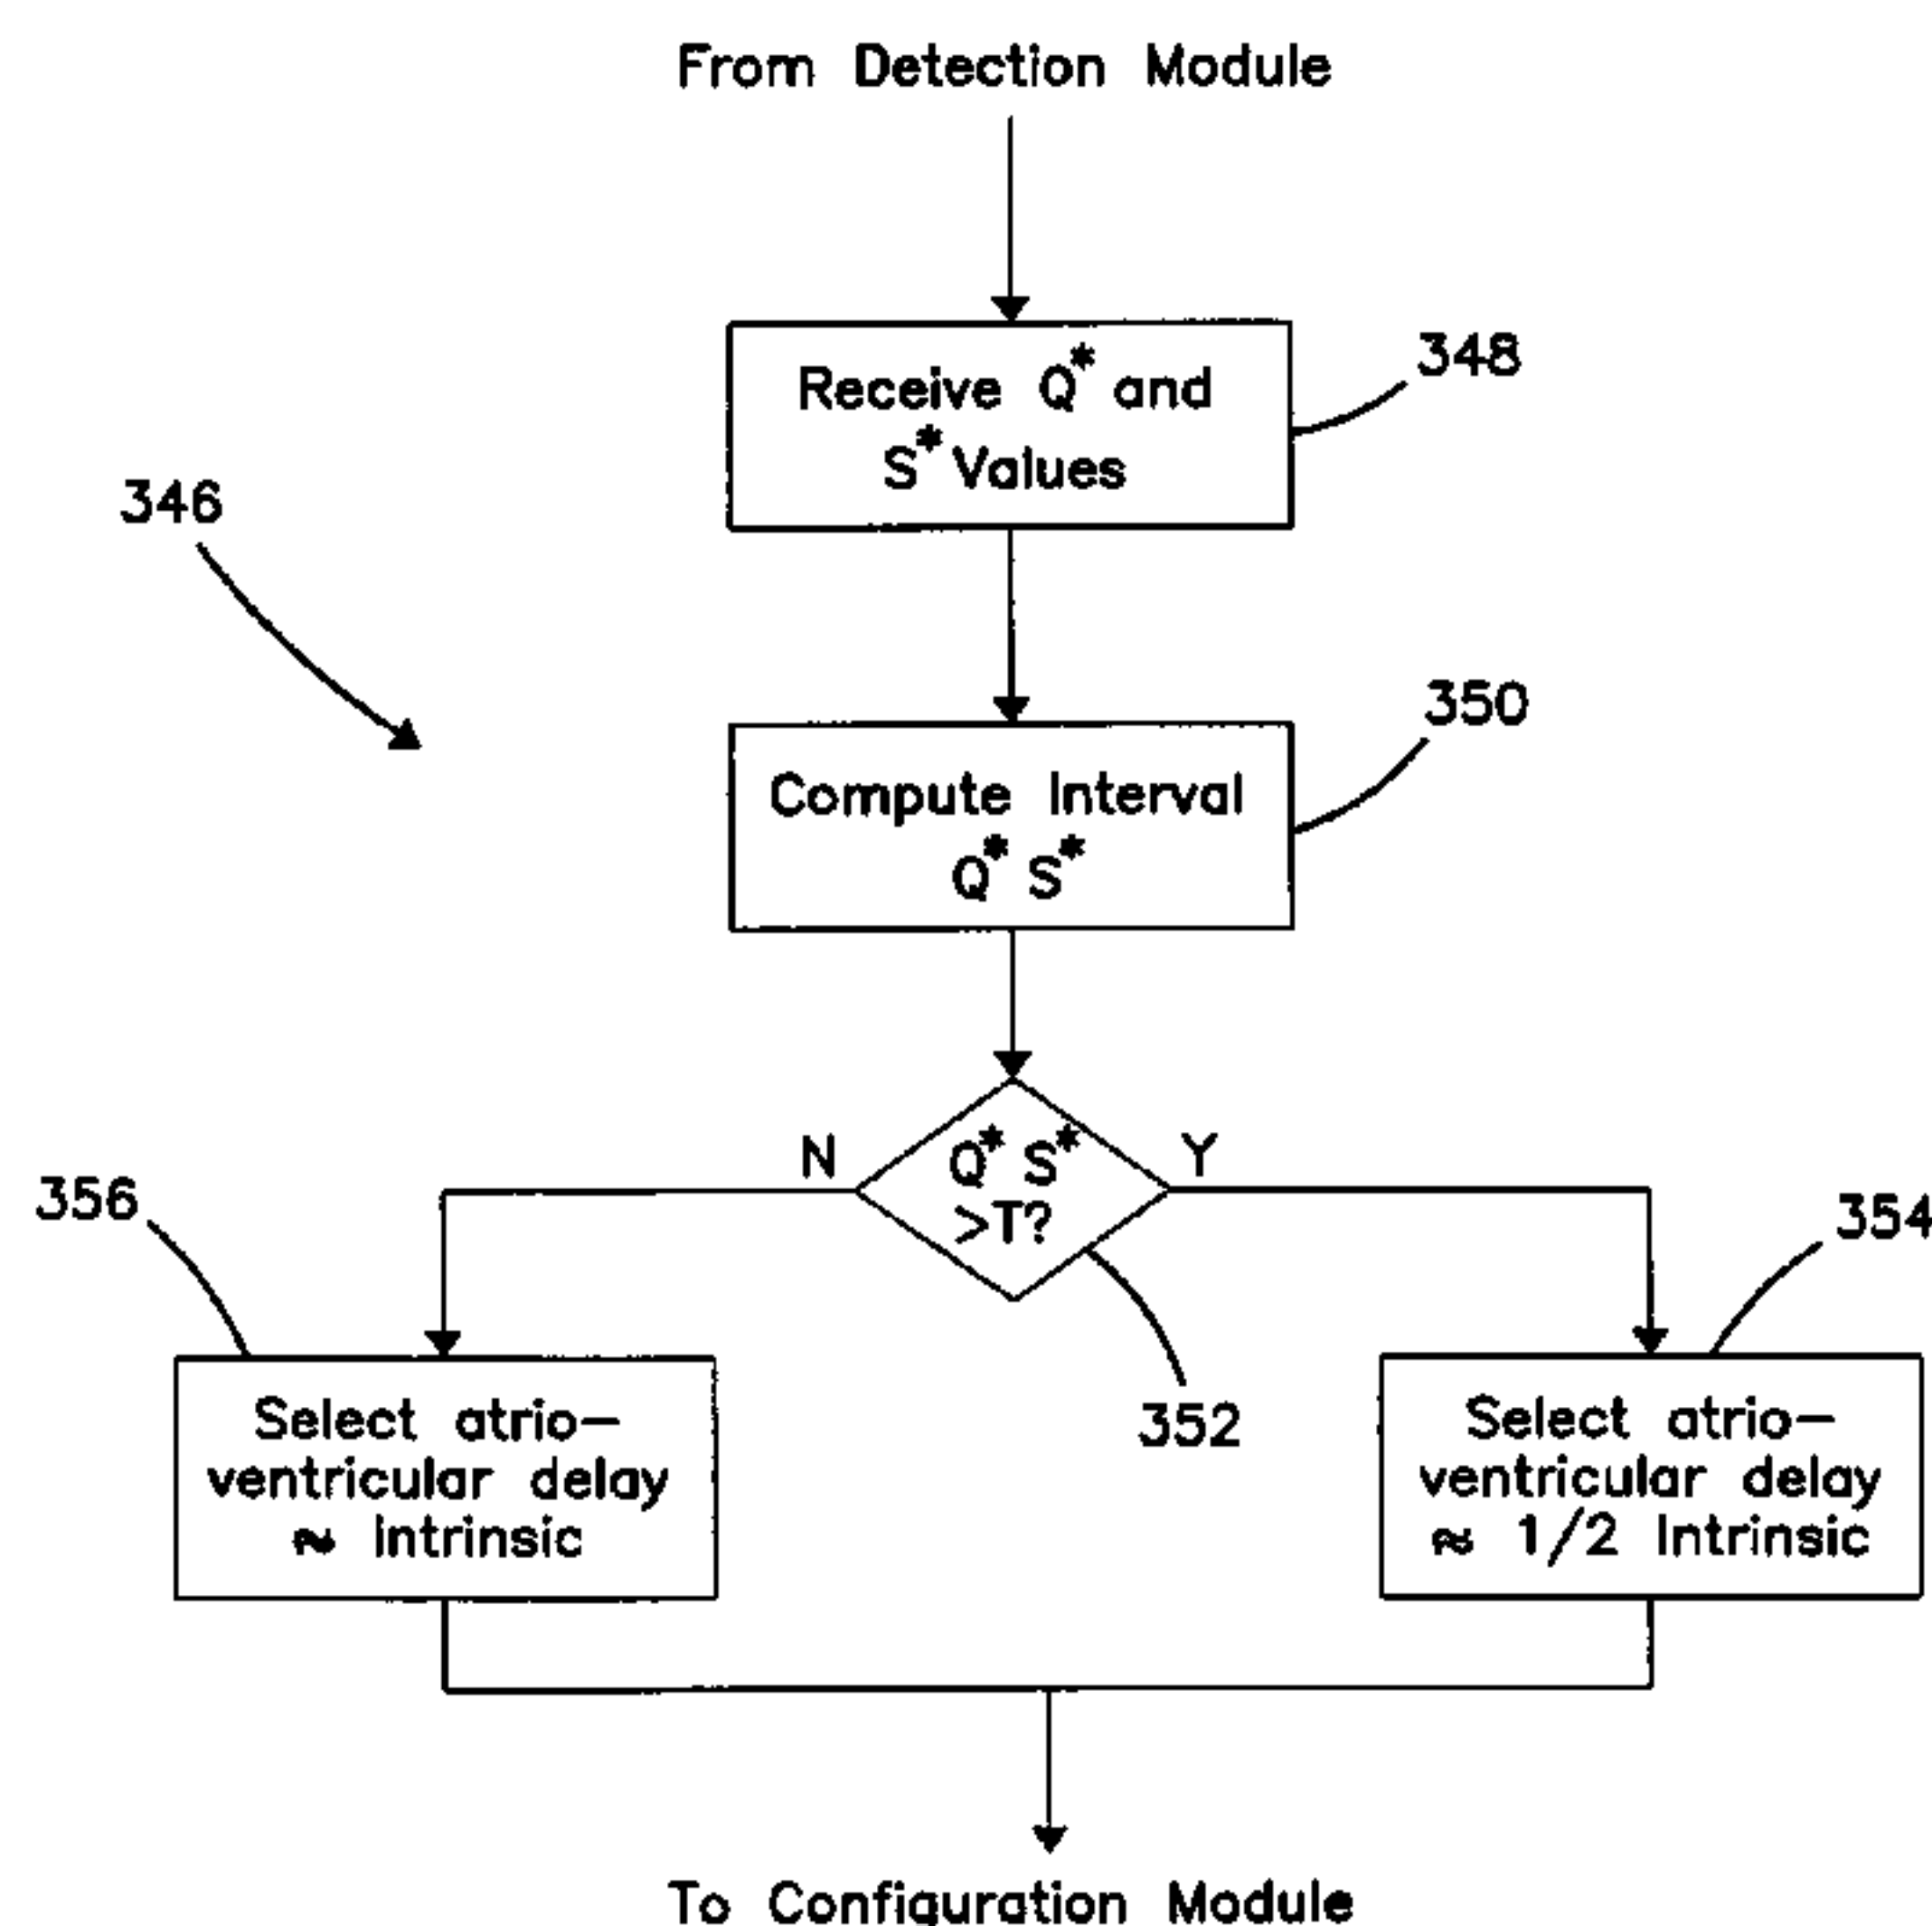 From Detection Module
Receive Q* and
S* Values
348
346
Compute Interval
Q* S*
350
Q* S*
>T?
N
Y
356
354
352
Select atrio-
ventricular delay
≈ Intrinsic
Select atrio-
ventricular delay
≈ 1/2 Intrinsic
To Configuration Module